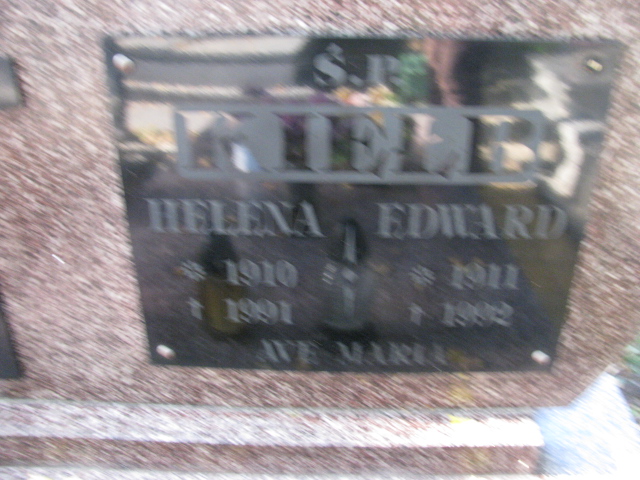 Ś.P.
HELENA EDWARD
* 1910 * 1911
† 1991 † 1992
AVE MARIA